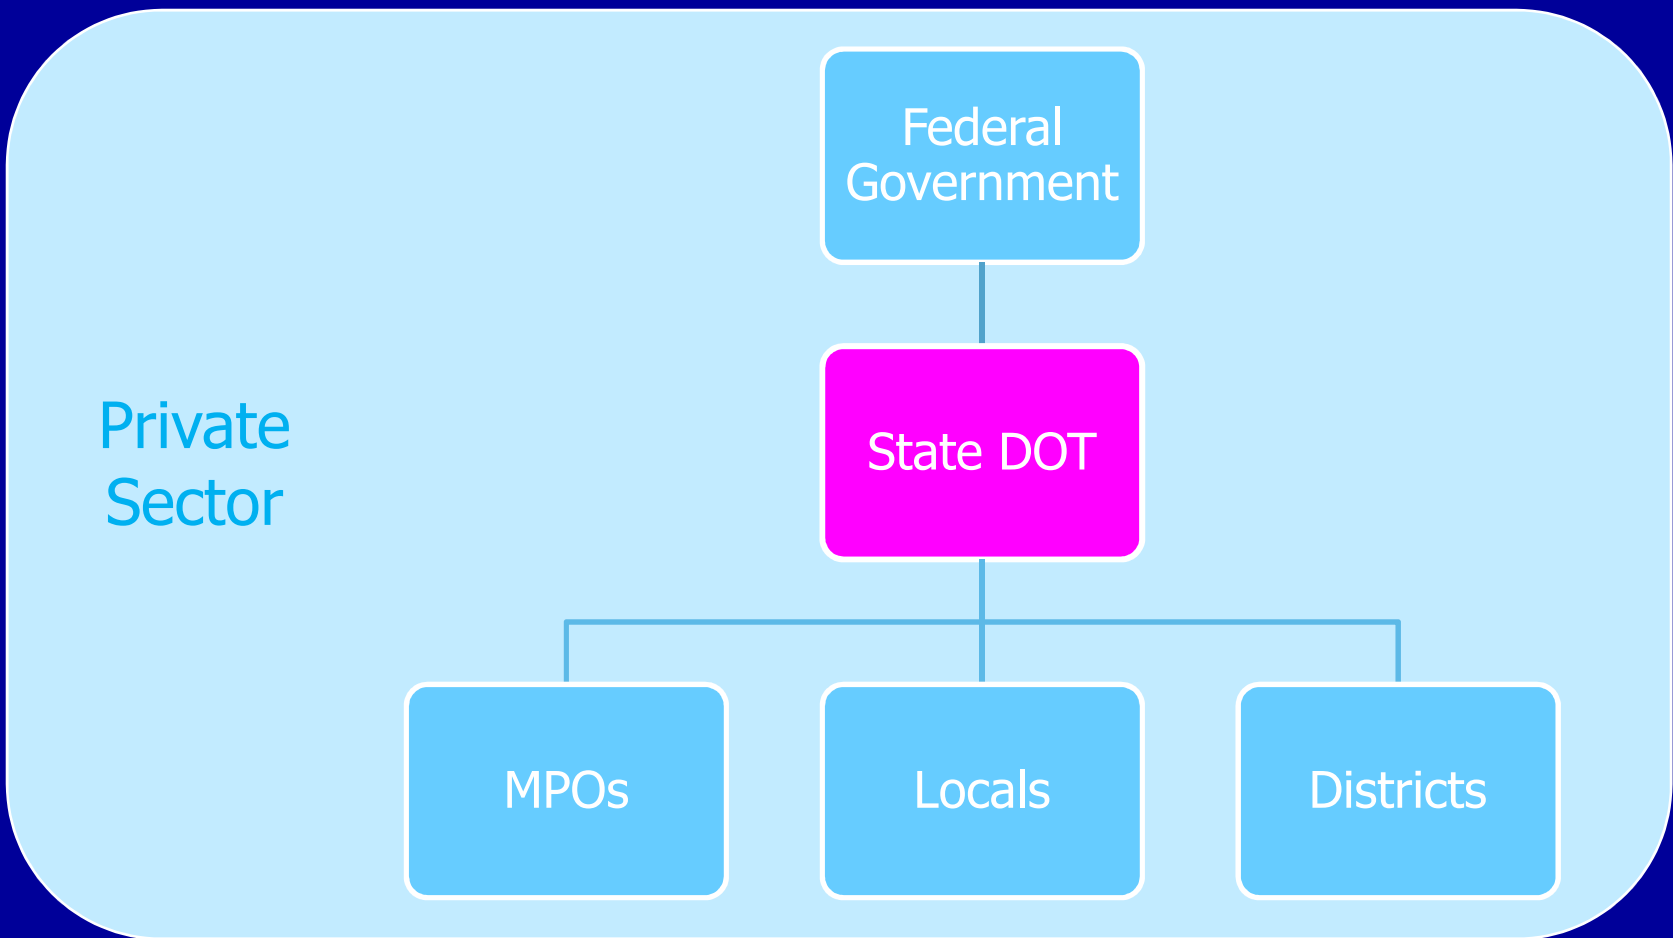 Federal
Government
Private
Sector
State DOT
MPOs
Locals
Districts